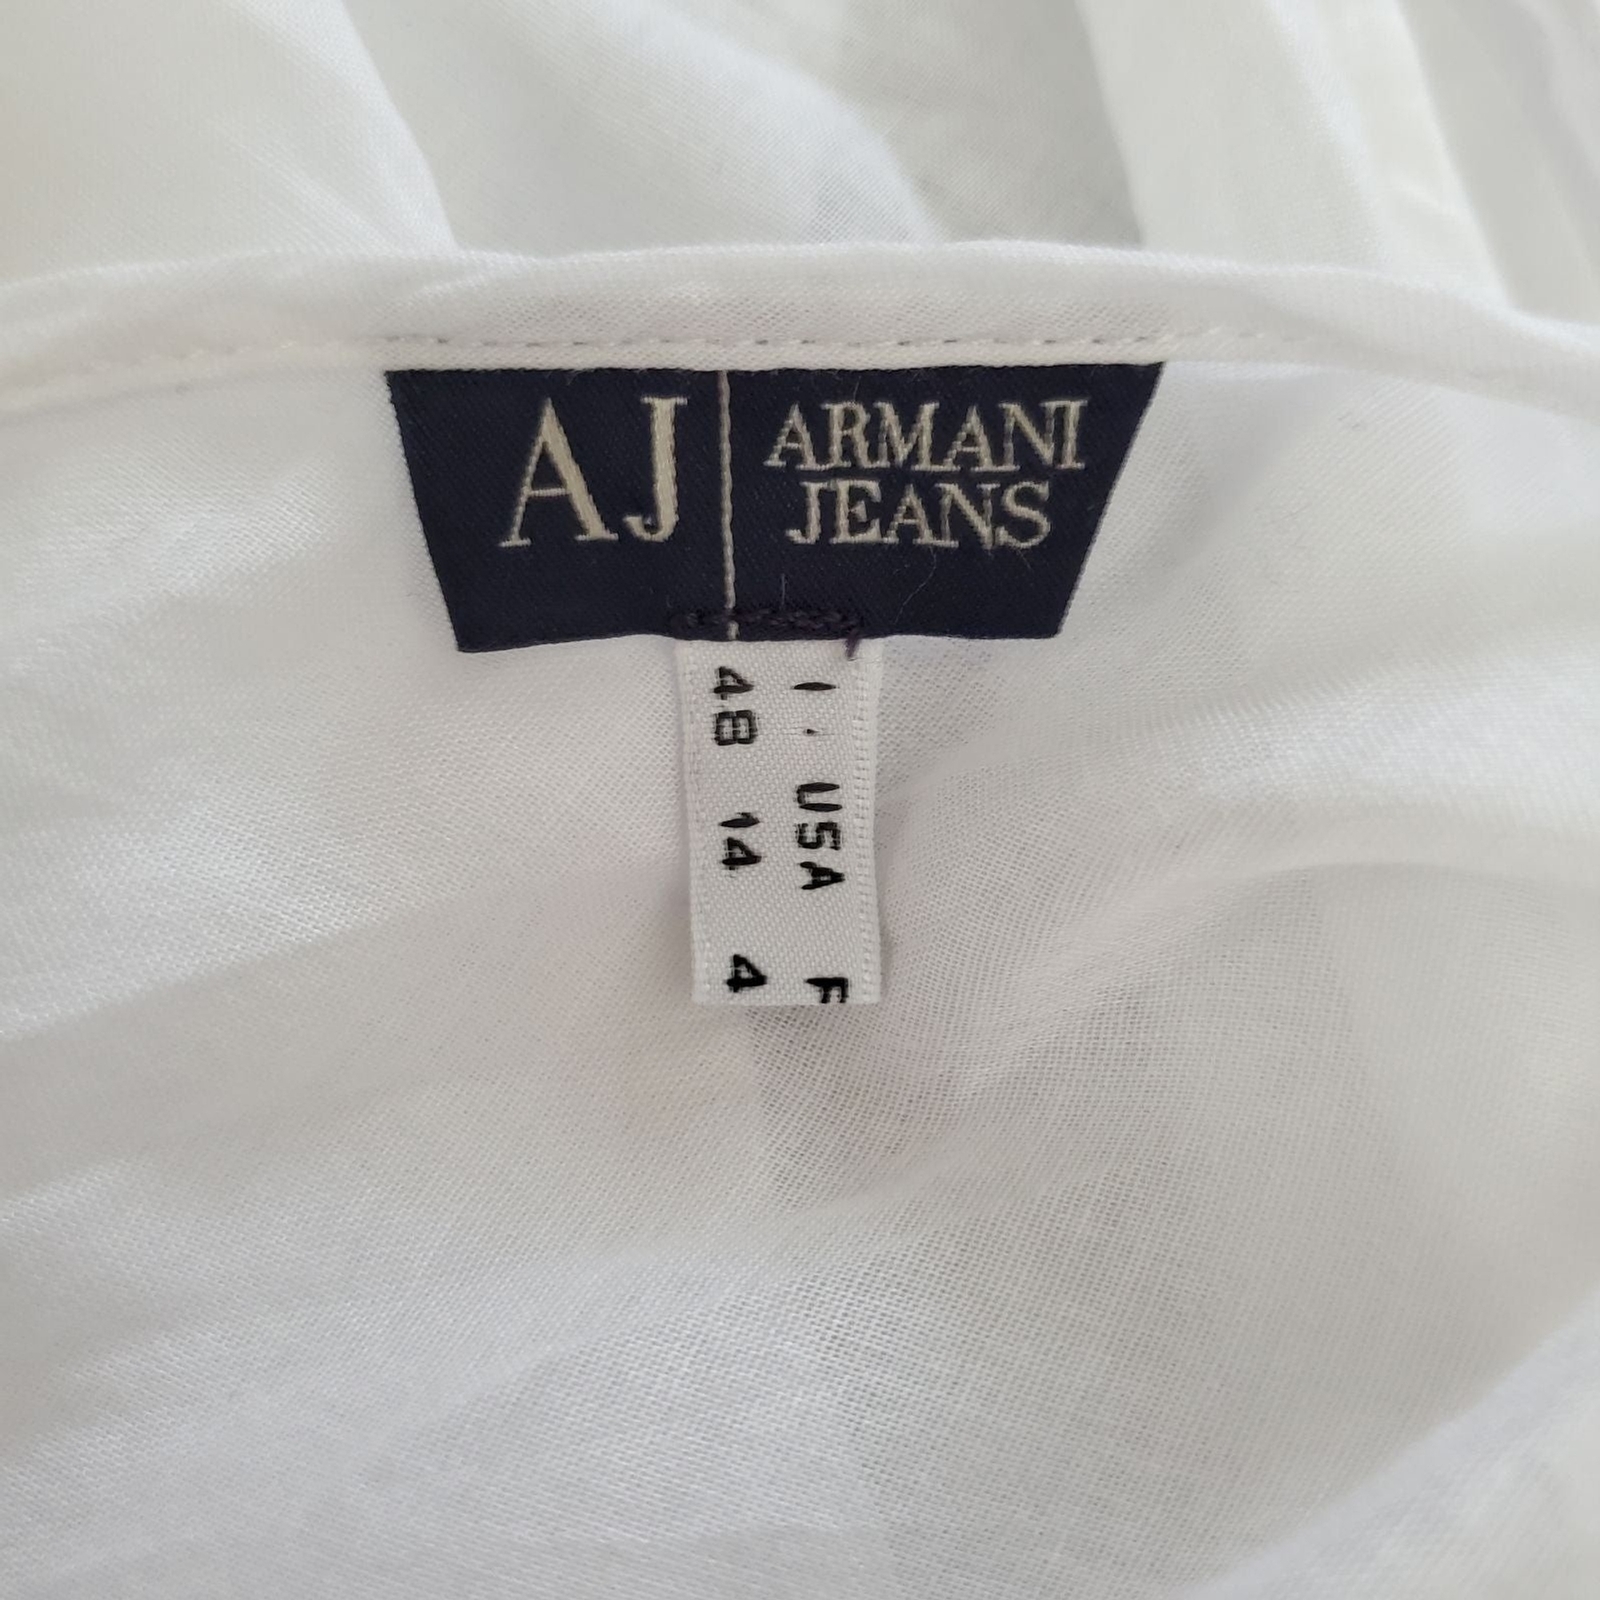 AJ
ARMANI
JEANS
I. USA F
48 14 4